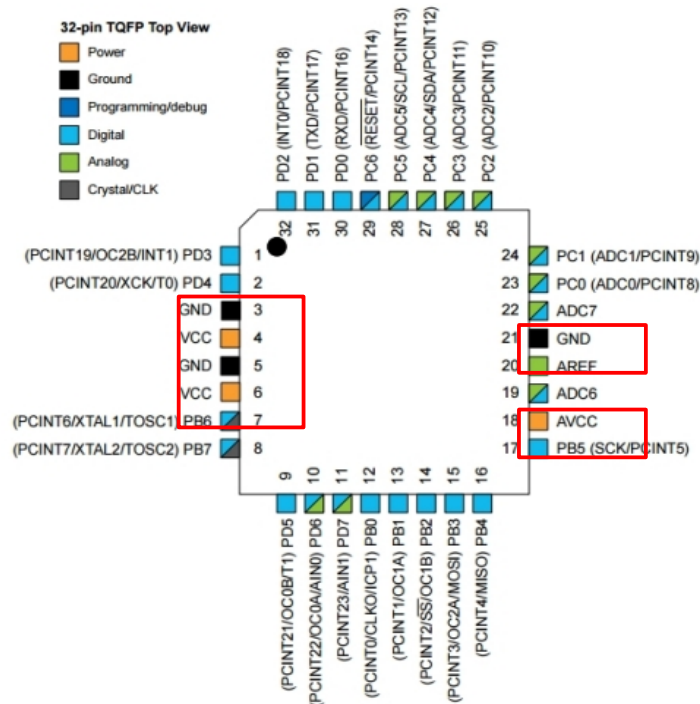 32-pin TQFP Top View
Power
Ground
Programming/debug
Digital
Analog
Crystal/CLK
PD2 (INT0/PCINT18)
PD1 (TXD/PCINT17)
PD0 (RXD/PCINT16)
PC6 (RESET/PCINT14)
PC5 (ADC5/SCL/PCINT13)
PC4 (ADC4/SDA/PCINT12)
PC3 (ADC3/PCINT11)
PC2 (ADC2/PCINT10)
32 31 30 29 28 27 26 25
(PCINT19/OC2B/INT1) PD3 1
(PCINT20/XCK/T0) PD4 2
GND 3
VCC 4
GND 5
VCC 6
(PCINT6/XTAL1/TOSC1) PB6 7
(PCINT7/XTAL2/TOSC2) PB7 8
24 PC1 (ADC1/PCINT9)
23 PC0 (ADC0/PCINT8)
22 ADC7
21 GND
20 AREF
19 ADC6
18 AVCC
17 PB5 (SCK/PCINT5)
9 10 11 12 13 14 15 16
(PCINT21/OC0B/T1) PD5
(PCINT22/OC0A/AIN0) PD6
(PCINT23/AIN1) PD7
(PCINT0/CLKO/ICP1) PB0
(PCINT1/OC1A) PB1
(PCINT2/SS/OC1B) PB2
(PCINT3/OC2A/MOSI) PB3
(PCINT4/MISO) PB4